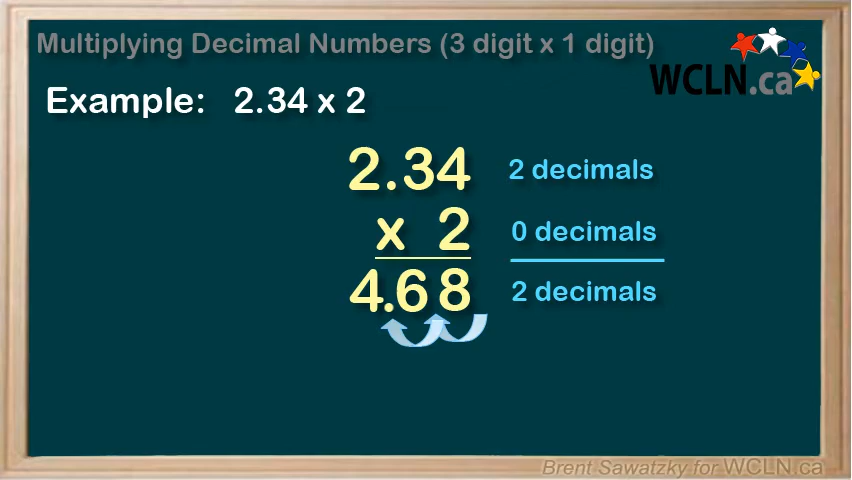 Multiplying Decimal Numbers (3 digit x 1 digit)
WCLN.ca
Example: 2.34 x 2
2.34 2 decimals
x 2 0 decimals
4.68 2 decimals
Brent Sawatzky for WCLN.ca